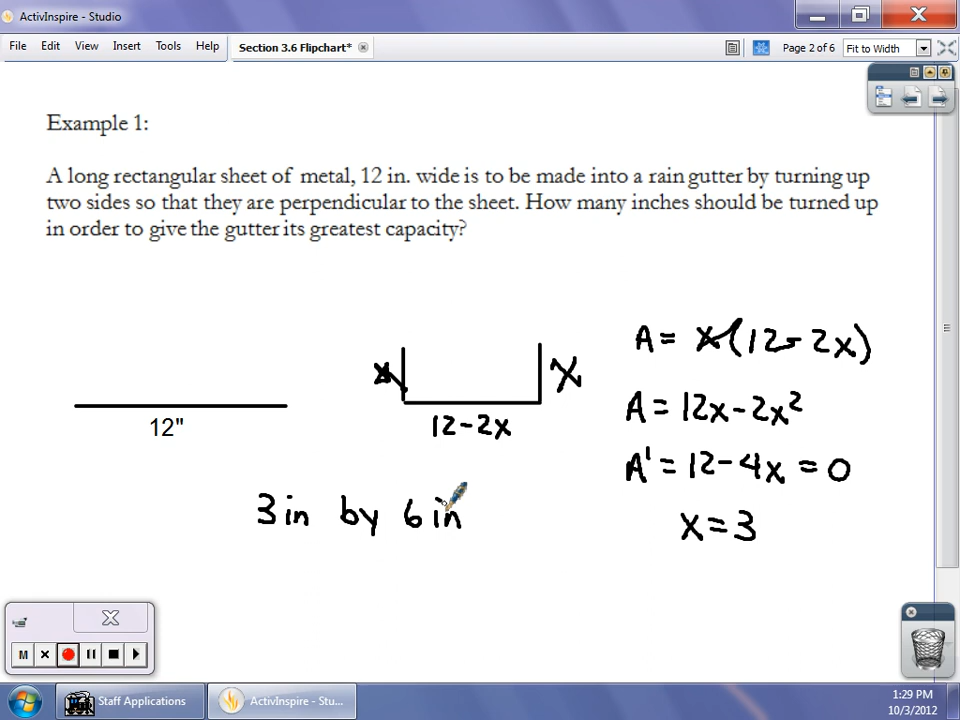 ActivInspire - Studio
File Edit View Insert Tools Help
Section 3.6 Flipchart*
Page 2 of 6
Fit to Width
Example 1:
A long rectangular sheet of metal, 12 in. wide is to be made into a rain gutter by turning up
two sides so that they are perpendicular to the sheet. How many inches should be turned up
in order to give the gutter its greatest capacity?
12"
x
x
12-2x
3in by 6in
A = x(12-2x)
A = 12x-2x²
A' = 12-4x = 0
x=3
M
Staff Applications
ActivInspire - Stu...
1:29 PM
10/3/2012